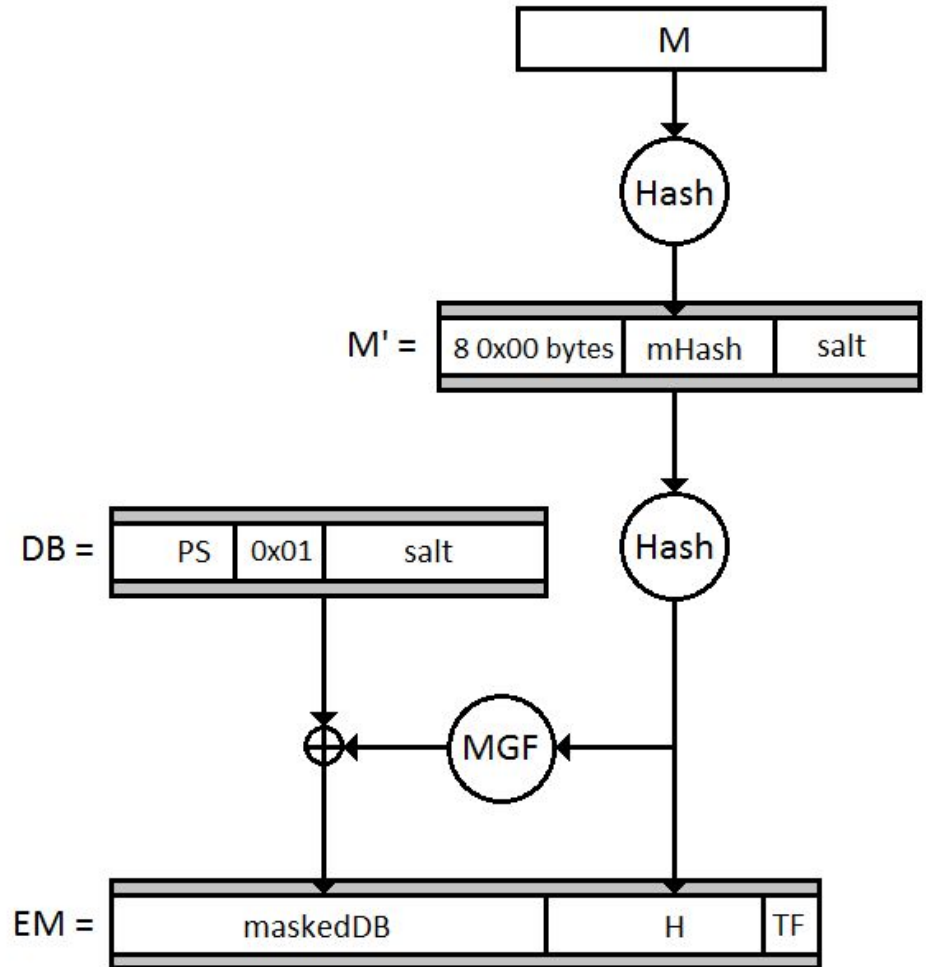 M
Hash
M' =
8 0x00 bytes
mHash
salt
DB =
PS
0x01
salt
Hash
MGF
EM =
maskedDB
H
TF